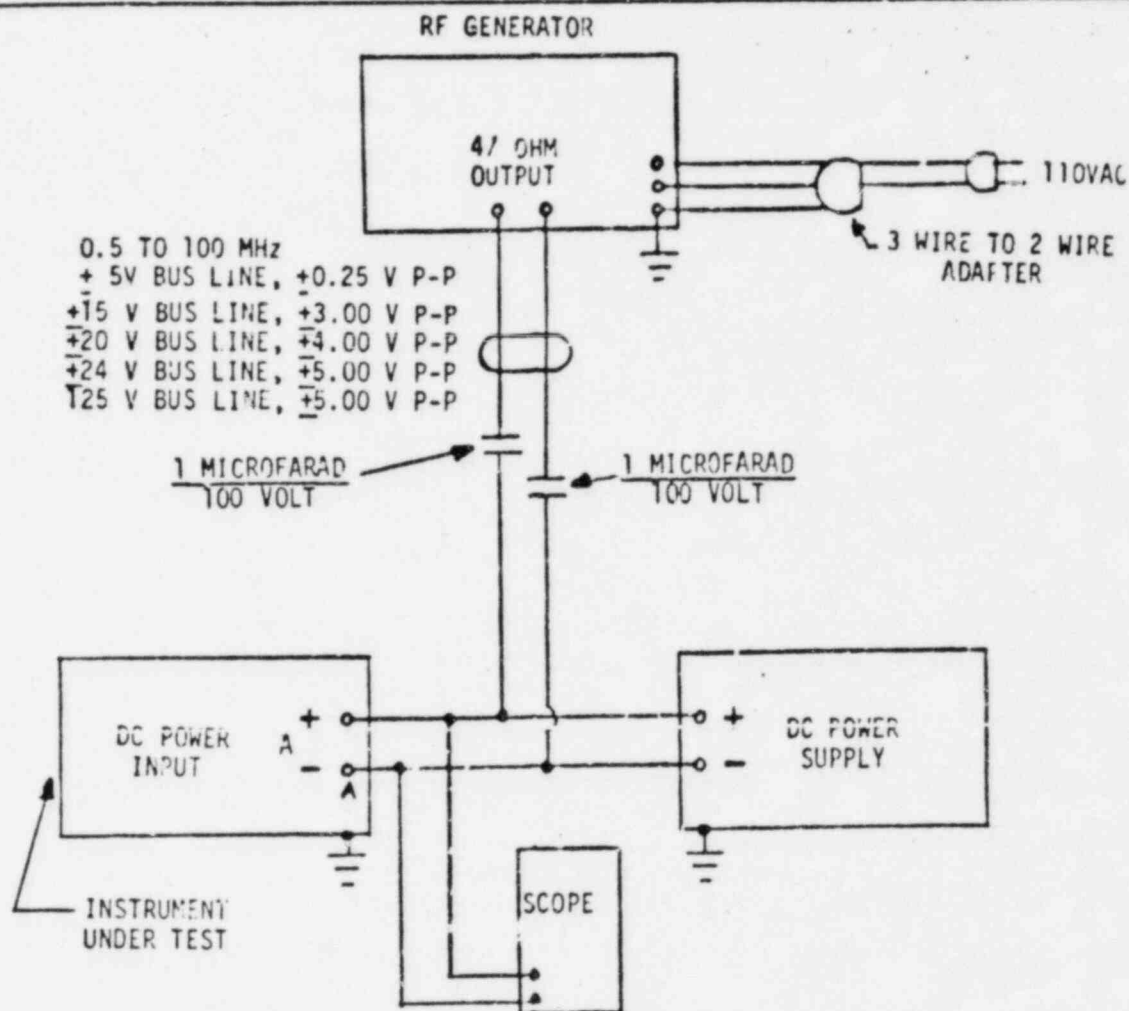 RF GENERATOR
47 OHM
OUTPUT
110VAC
3 WIRE TO 2 WIRE
ADAPTER
0.5 TO 100 MHz
± 5V BUS LINE, ±0.25 V P-P
±15 V BUS LINE, ±3.00 V P-P
±20 V BUS LINE, ±4.00 V P-P
±24 V BUS LINE, ±5.00 V P-P
±25 V BUS LINE, ±5.00 V P-P
1 MICROFARAD
100 VOLT
1 MICROFARAD
100 VOLT
DC POWER
INPUT
A
+
-
A
+
-
DC POWER
SUPPLY
SCOPE
INSTRUMENT
UNDER TEST